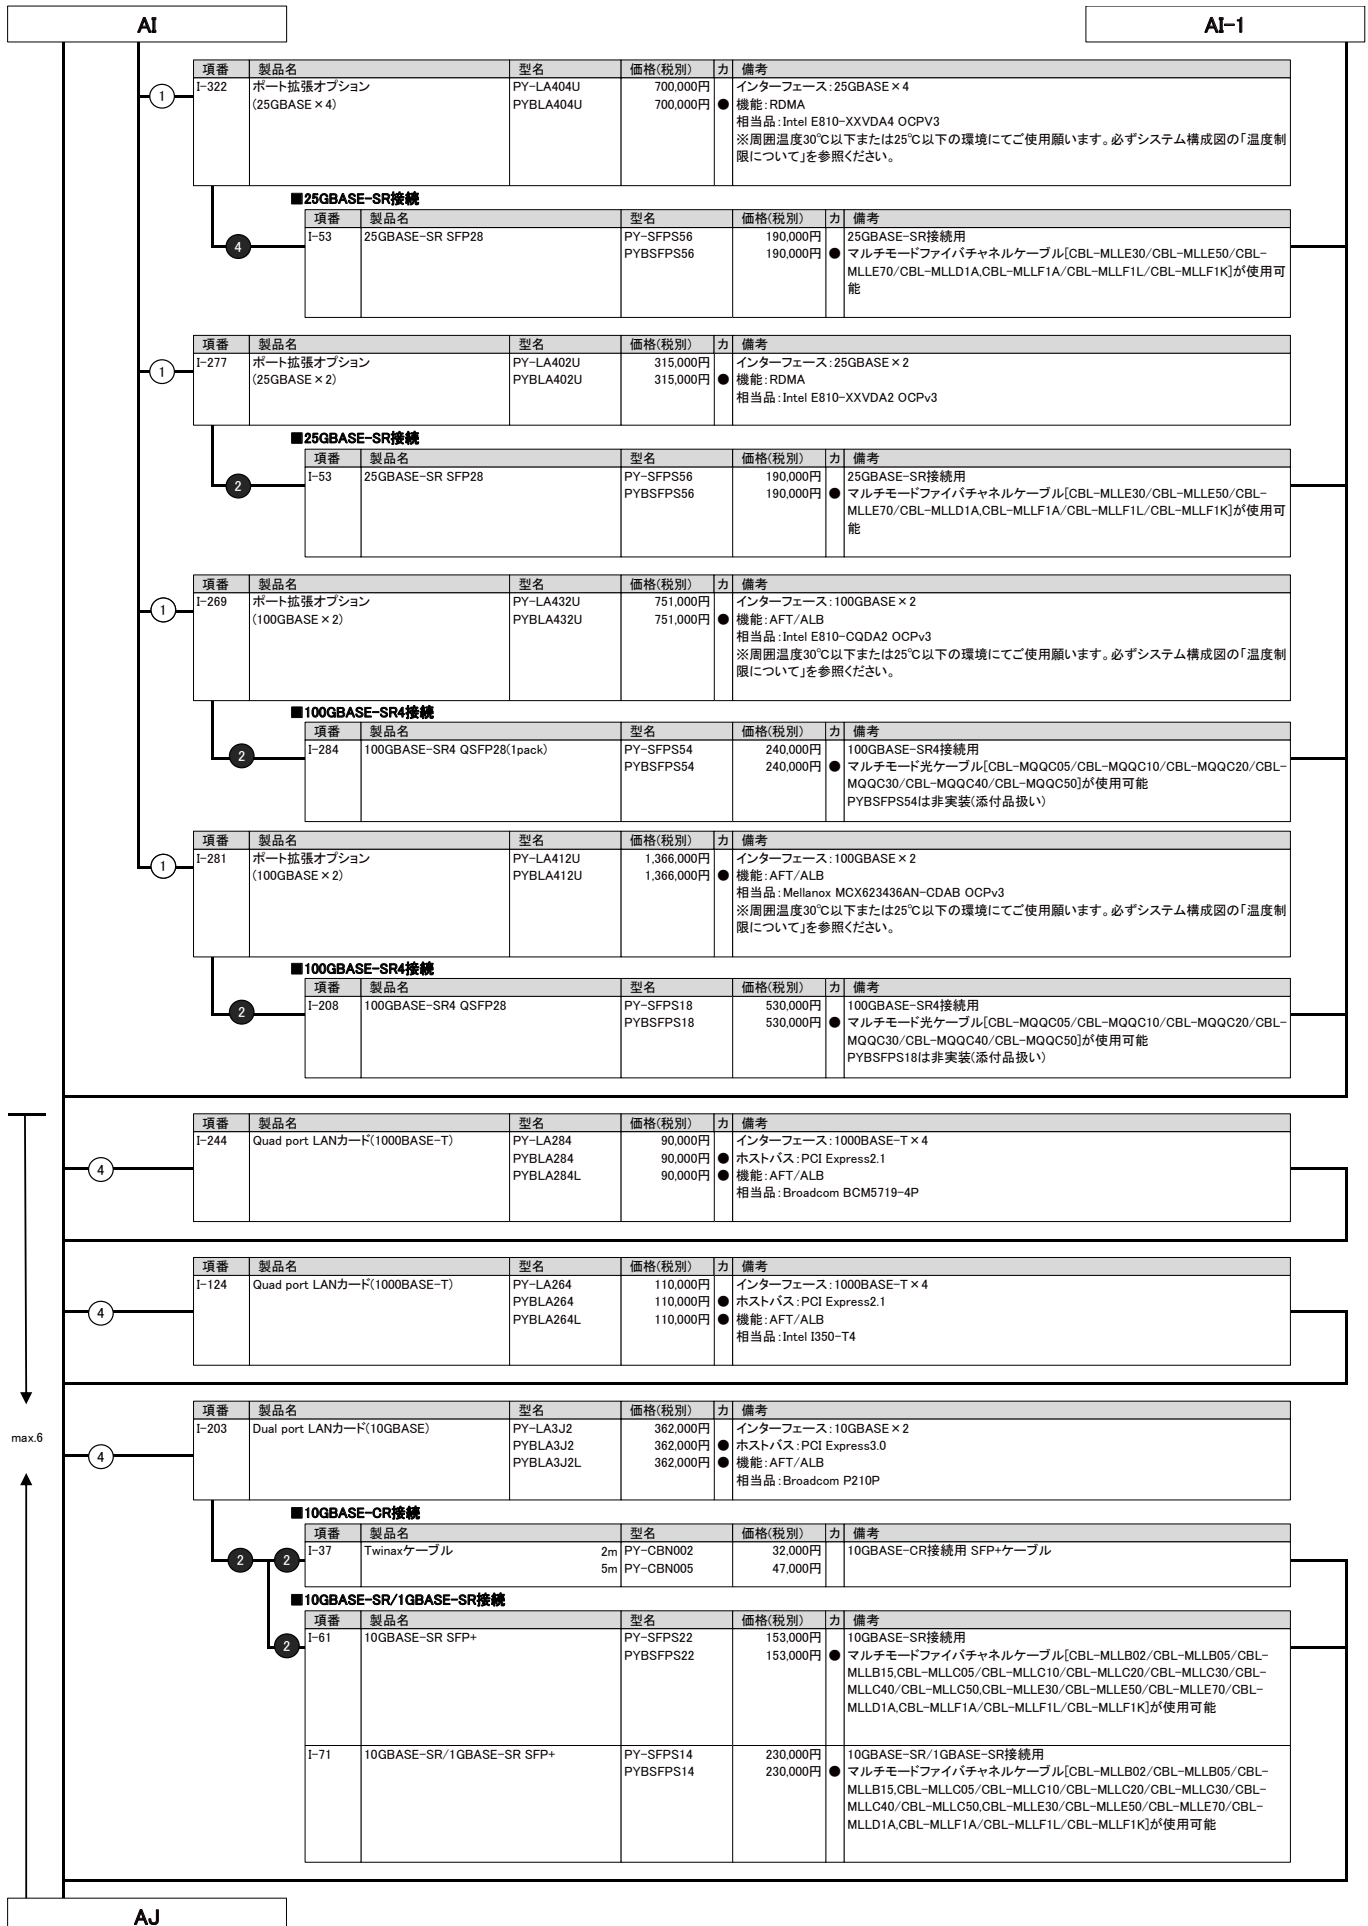 AI
AI-1
項番 製品名 型名 価格(税別) カ 備考
1 I-322 ポート拡張オプション PY-LA404U 700,000円 インターフェース:25GBASE×4
(25GBASE×4) PYBLA404U 700,000円 ● 機能:RDMA
相当品:Intel E810-XXVDA4 OCPV3
※周囲温度30℃以下または25℃以下の環境にてご使用願います。必ずシステム構成図の「温度制
限について」を参照ください。
■25GBASE-SR接続
項番 製品名 型名 価格(税別) カ 備考
4 I-53 25GBASE-SR SFP28 PY-SFPS56 190,000円 25GBASE-SR接続用
PYBSFPS56 190,000円 ● マルチモードファイバチャネルケーブル[CBL-MLLE30/CBL-MLLE50/CBL-
MLLE70/CBL-MLLD1A,CBL-MLLF1A/CBL-MLLF1L/CBL-MLLF1K]が使用可
能
項番 製品名 型名 価格(税別) カ 備考
1 I-277 ポート拡張オプション PY-LA402U 315,000円 インターフェース:25GBASE×2
(25GBASE×2) PYBLA402U 315,000円 ● 機能:RDMA
相当品:Intel E810-XXVDA2 OCPv3
■25GBASE-SR接続
項番 製品名 型名 価格(税別) カ 備考
2 I-53 25GBASE-SR SFP28 PY-SFPS56 190,000円 25GBASE-SR接続用
PYBSFPS56 190,000円 ● マルチモードファイバチャネルケーブル[CBL-MLLE30/CBL-MLLE50/CBL-
MLLE70/CBL-MLLD1A,CBL-MLLF1A/CBL-MLLF1L/CBL-MLLF1K]が使用可
能
項番 製品名 型名 価格(税別) カ 備考
1 I-269 ポート拡張オプション PY-LA432U 751,000円 インターフェース:100GBASE×2
(100GBASE×2) PYBLA432U 751,000円 ● 機能:AFT/ALB
相当品:Intel E810-CQDA2 OCPv3
※周囲温度30℃以下または25℃以下の環境にてご使用願います。必ずシステム構成図の「温度制
限について」を参照ください。
■100GBASE-SR4接続
項番 製品名 型名 価格(税別) カ 備考
2 I-284 100GBASE-SR4 QSFP28(1pack) PY-SFPS54 240,000円 100GBASE-SR4接続用
PYBSFPS54 240,000円 ● マルチモード光ケーブル[CBL-MQQC05/CBL-MQQC10/CBL-MQQC20/CBL-
MQQC30/CBL-MQQC40/CBL-MQQC50]が使用可能
PYBSFPS54は非実装(添付品扱い)
項番 製品名 型名 価格(税別) カ 備考
1 I-281 ポート拡張オプション PY-LA412U 1,366,000円 インターフェース:100GBASE×2
(100GBASE×2) PYBLA412U 1,366,000円 ● 機能:AFT/ALB
相当品:Mellanox MCX623436AN-CDAB OCPv3
※周囲温度30℃以下または25℃以下の環境にてご使用願います。必ずシステム構成図の「温度制
限について」を参照ください。
■100GBASE-SR4接続
項番 製品名 型名 価格(税別) カ 備考
2 I-208 100GBASE-SR4 QSFP28 PY-SFPS18 530,000円 100GBASE-SR4接続用
PYBSFPS18 530,000円 ● マルチモード光ケーブル[CBL-MQQC05/CBL-MQQC10/CBL-MQQC20/CBL-
MQQC30/CBL-MQQC40/CBL-MQQC50]が使用可能
PYBSFPS18は非実装(添付品扱い)
項番 製品名 型名 価格(税別) カ 備考
I-244 Quad port LANカード(1000BASE-T) PY-LA284 90,000円 インターフェース:1000BASE-T×4
4 PYBLA284 90,000円 ● ホストバス:PCI Express2.1
PYBLA284L 90,000円 ● 機能:AFT/ALB
相当品:Broadcom BCM5719-4P
項番 製品名 型名 価格(税別) カ 備考
I-124 Quad port LANカード(1000BASE-T) PY-LA264 110,000円 インターフェース:1000BASE-T×4
4 PYBLA264 110,000円 ● ホストバス:PCI Express2.1
PYBLA264L 110,000円 ● 機能:AFT/ALB
相当品:Intel I350-T4
項番 製品名 型名 価格(税別) カ 備考
I-203 Dual port LANカード(10GBASE) PY-LA3J2 362,000円 インターフェース:10GBASE×2
max.6 4 PYBLA3J2 362,000円 ● ホストバス:PCI Express3.0
PYBLA3J2L 362,000円 ● 機能:AFT/ALB
相当品:Broadcom P210P
■10GBASE-CR接続
項番 製品名 型名 価格(税別) カ 備考
2 2 I-37 Twinaxケーブル 2m PY-CBN002 32,000円 10GBASE-CR接続用 SFP+ケーブル
5m PY-CBN005 47,000円
■10GBASE-SR/1GBASE-SR接続
項番 製品名 型名 価格(税別) カ 備考
2 I-61 10GBASE-SR SFP+ PY-SFPS22 153,000円 10GBASE-SR接続用
PYBSFPS22 153,000円 ● マルチモードファイバチャネルケーブル[CBL-MLLB02/CBL-MLLB05/CBL-
MLLB15,CBL-MLLC05/CBL-MLLC10/CBL-MLLC20/CBL-MLLC30/CBL-
MLLC40/CBL-MLLC50,CBL-MLLE30/CBL-MLLE50/CBL-MLLE70/CBL-
MLLD1A,CBL-MLLF1A/CBL-MLLF1L/CBL-MLLF1K]が使用可能
I-71 10GBASE-SR/1GBASE-SR SFP+ PY-SFPS14 230,000円 10GBASE-SR/1GBASE-SR接続用
PYBSFPS14 230,000円 ● マルチモードファイバチャネルケーブル[CBL-MLLB02/CBL-MLLB05/CBL-
MLLB15,CBL-MLLC05/CBL-MLLC10/CBL-MLLC20/CBL-MLLC30/CBL-
MLLC40/CBL-MLLC50,CBL-MLLE30/CBL-MLLE50/CBL-MLLE70/CBL-
MLLD1A,CBL-MLLF1A/CBL-MLLF1L/CBL-MLLF1K]が使用可能
AJ